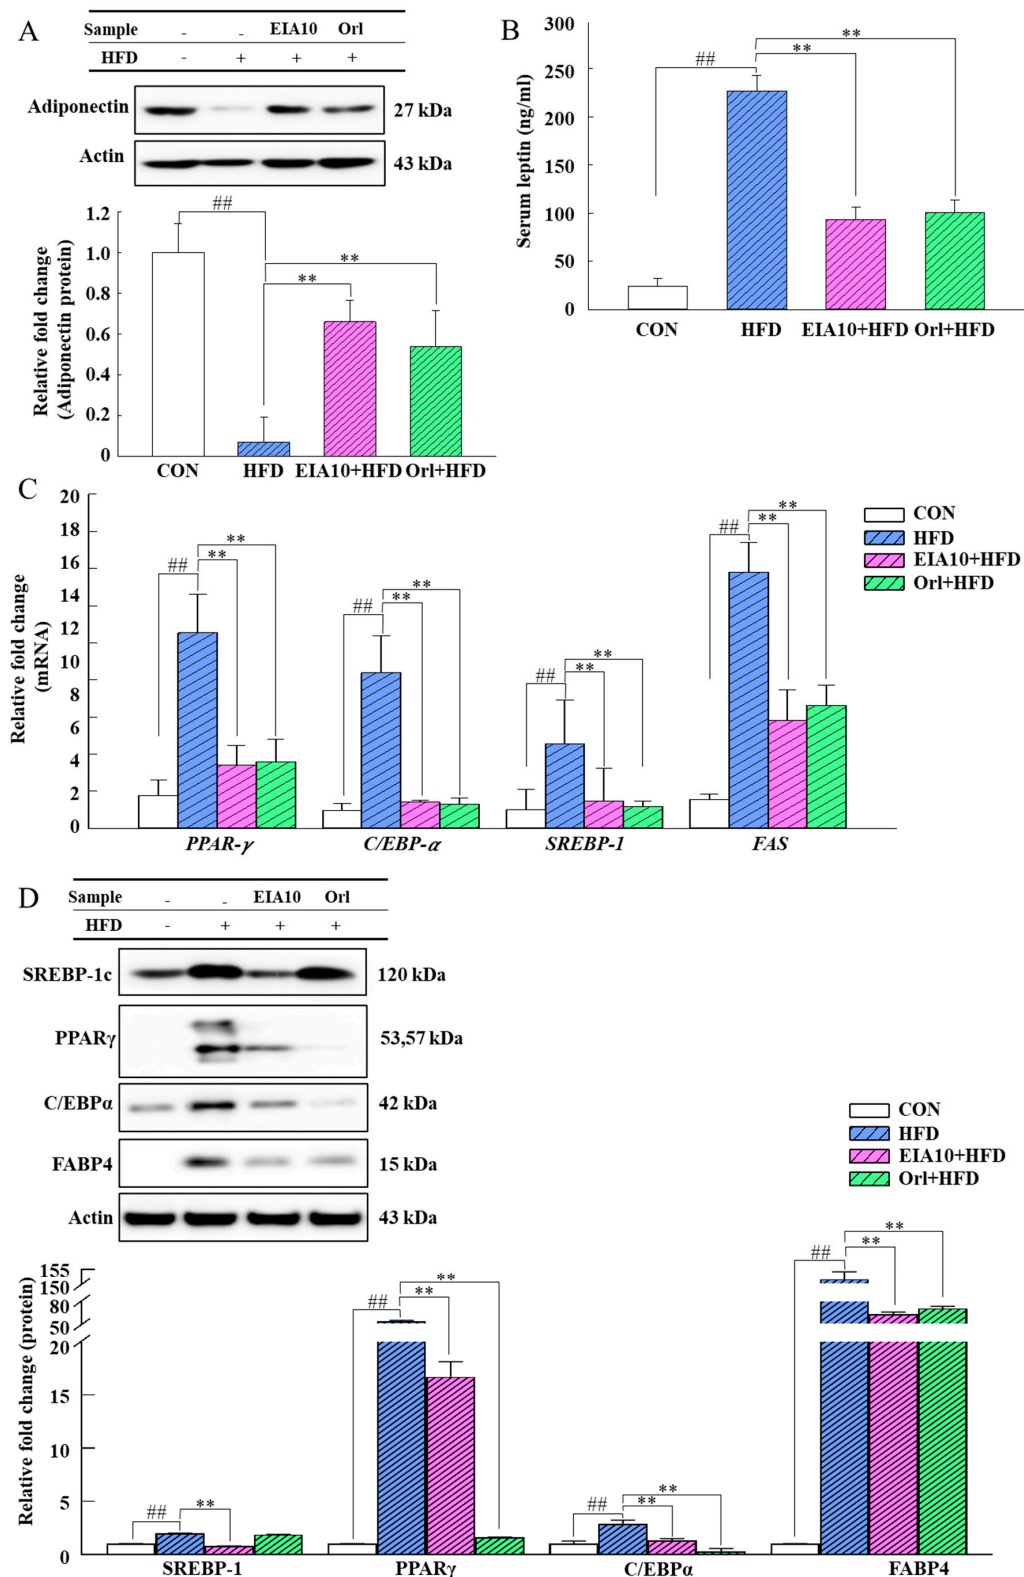 A
Sample - - EIA10 Orl
HFD - + + +
Adiponectin 27 kDa
Actin 43 kDa
Relative fold change
(Adiponectin protein)
1.2
1.0
0.8
0.6
0.4
0.2
0
##
**
**
CON HFD EIA10+HFD Orl+HFD
B
Serum leptin (ng/ml)
300
250
200
150
100
50
0
##
**
**
CON HFD EIA10+HFD Orl+HFD
C
Relative fold change
(mRNA)
20
18
16
14
12
10
8
6
4
2
0
## ** **
## ** **
## ** **
## ** **
PPAR-γ C/EBP-α SREBP-1 FAS
CON
HFD
EIA10+HFD
Orl+HFD
D
Sample - - EIA10 Orl
HFD - + + +
SREBP-1c 120 kDa
PPARγ 53,57 kDa
C/EBPα 42 kDa
FABP4 15 kDa
Actin 43 kDa
CON
HFD
EIA10+HFD
Orl+HFD
Relative fold change (protein)
155
150
80
50
20
15
10
5
0
## **
## ** **
## ** **
## ** **
SREBP-1 PPARγ C/EBPα FABP4